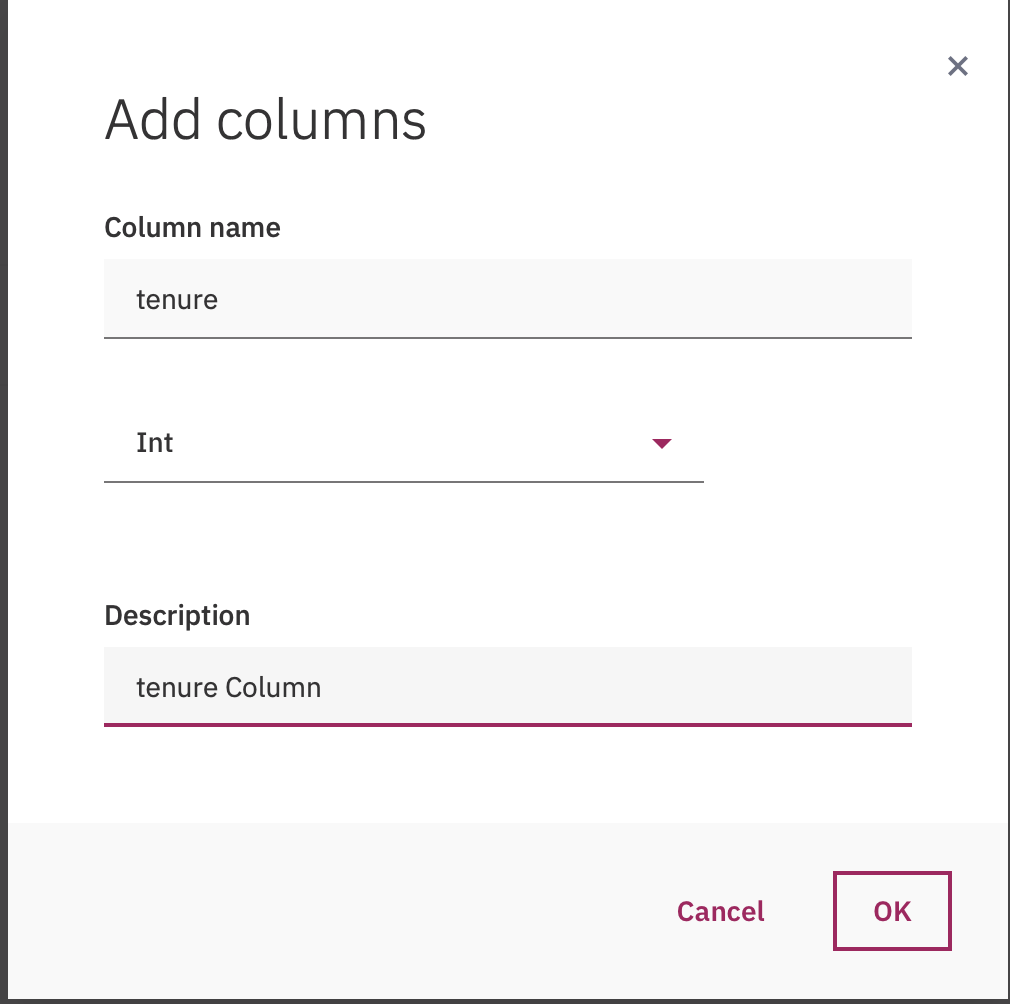 Add columns
Column name
tenure
Int
Description
tenure Column
Cancel OK